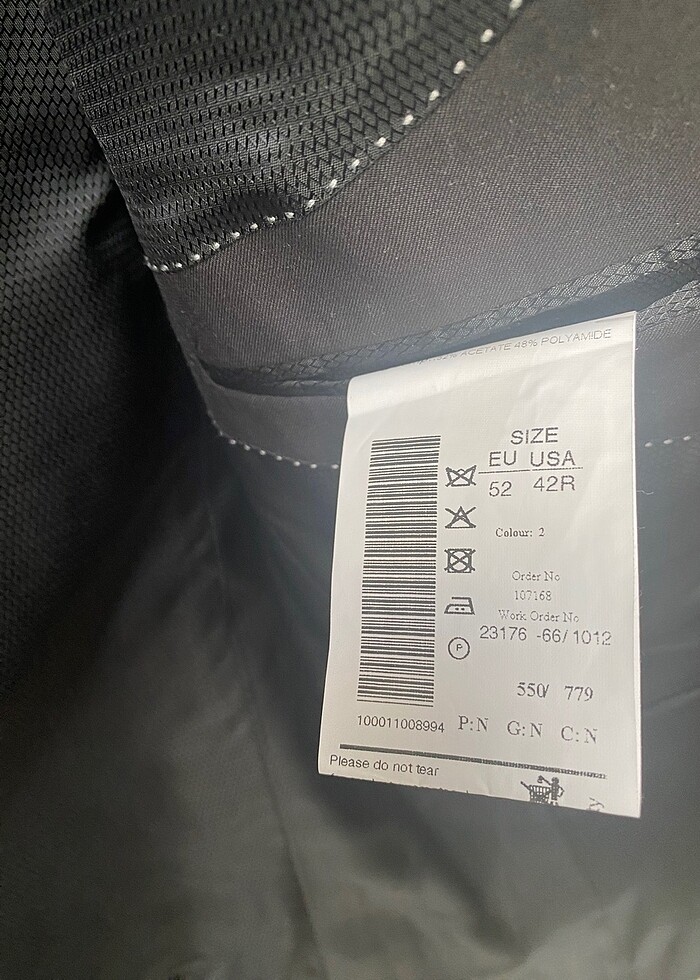 52% ACETATE 48% POLYAMIDE
SIZE
EU USA
52 42R
Colour: 2
Order No
107168
Work Order No
23176 -66/1012
P
550/ 779
100011008994 P:N G:N C:N
Please do not tear